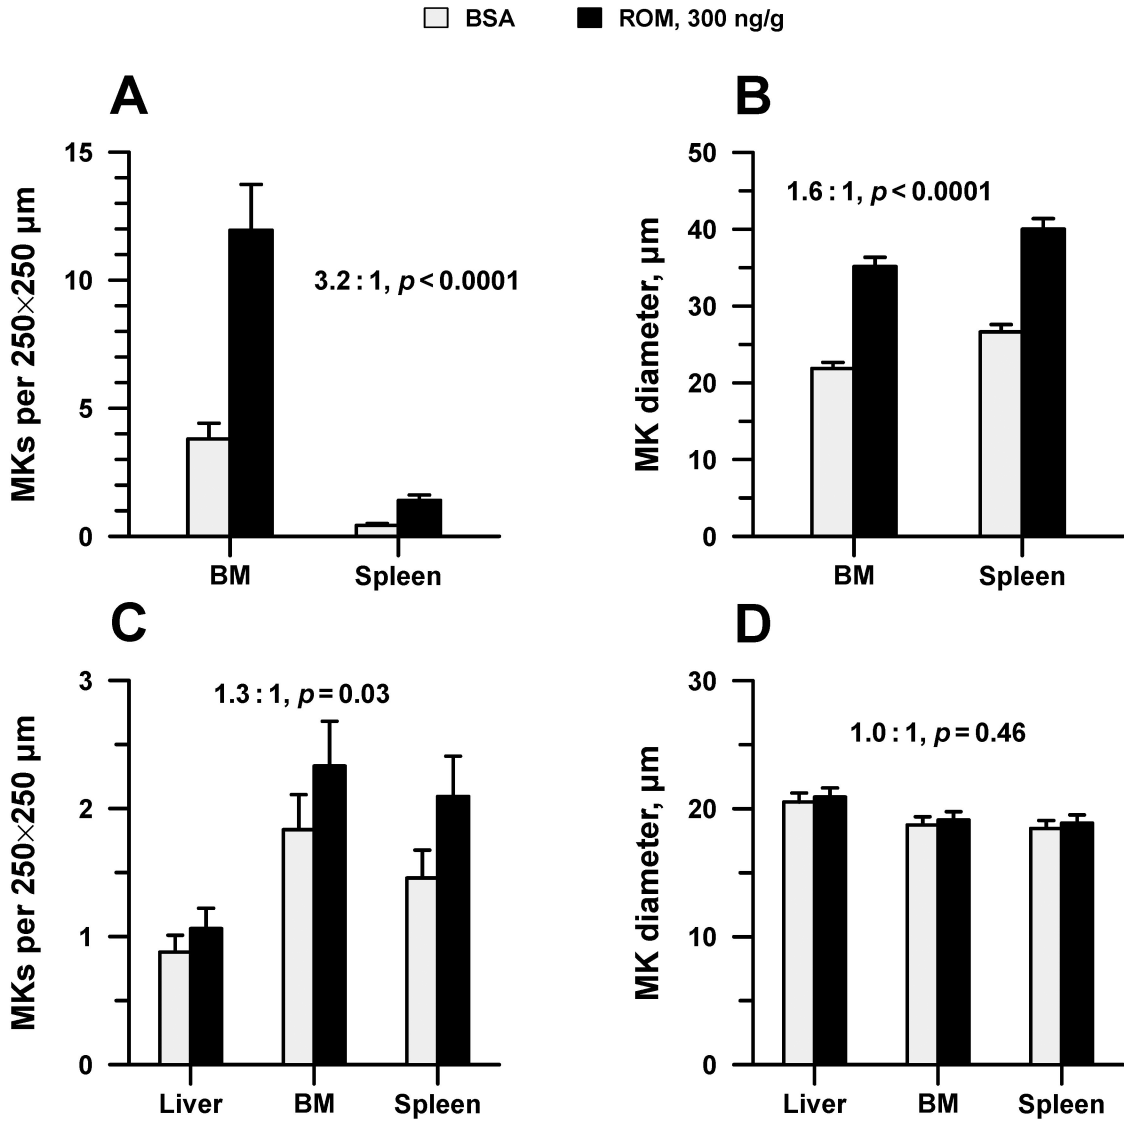 BSA ROM, 300 ng/g
A
MKs per 250×250 μm
15
10
5
0
3.2 : 1, p < 0.0001
BM Spleen
B
MK diameter, μm
50
40
30
20
10
0
1.6 : 1, p < 0.0001
BM Spleen
C
MKs per 250×250 μm
3
2
1
0
1.3 : 1, p = 0.03
Liver BM Spleen
D
MK diameter, μm
30
20
10
0
1.0 : 1, p = 0.46
Liver BM Spleen